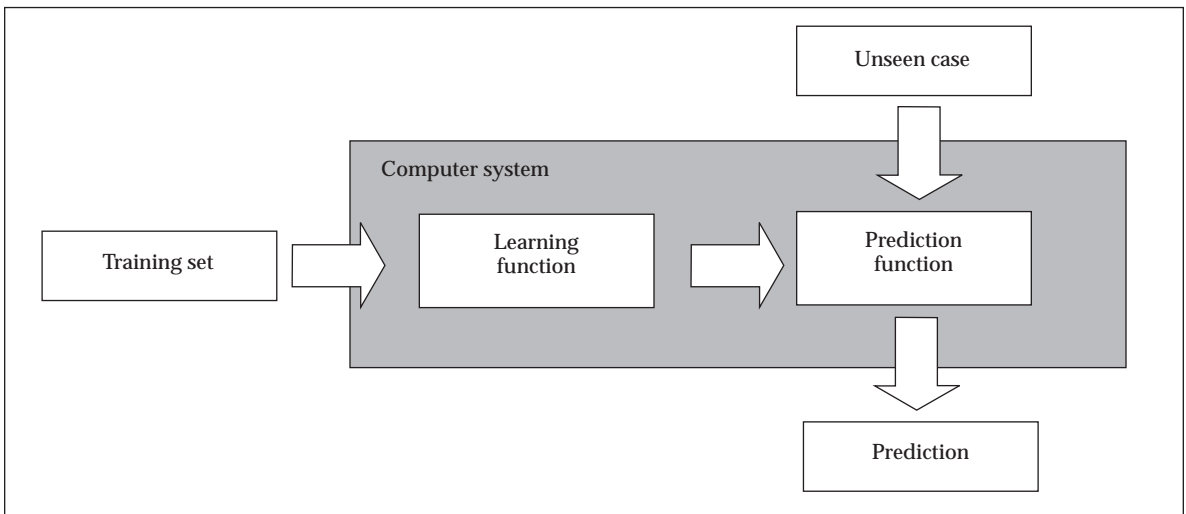 Unseen case
Computer system
Training set
Learning
function
Prediction
function
Prediction